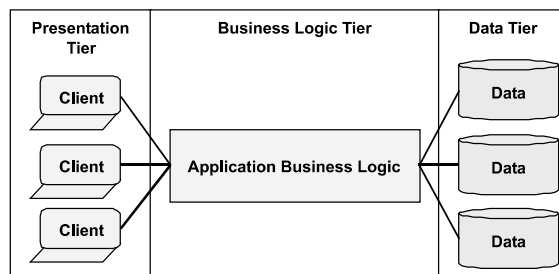 Presentation
Tier
Business Logic Tier
Data Tier
Client
Client
Client
Application Business Logic
Data
Data
Data